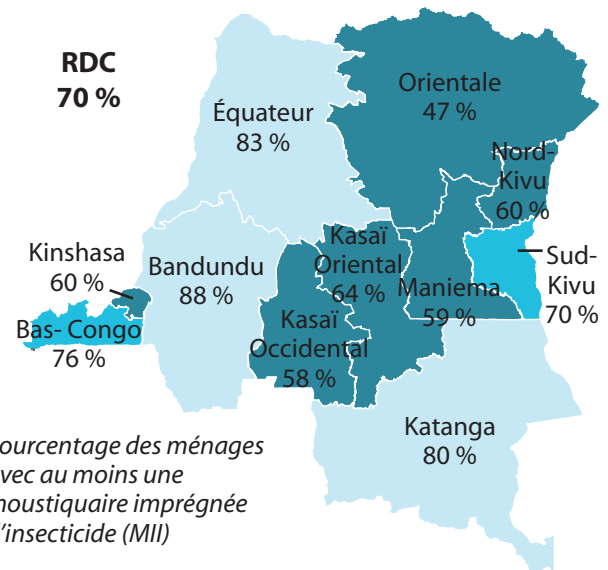 RDC
70 %
Orientale
47 %
Équateur
83 %
Nord-
Kivu
60 %
Kinshasa
60 %
Bandundu
88 %
Kasaï
Oriental
64 %
Maniema
59 %
Sud-
Kivu
70 %
Bas- Congo
76 %
Kasaï
Occidental
58 %
Katanga
80 %
ourcentage des ménages
vec au moins une
noustiquaire imprégnée
l’insecticide (MII)